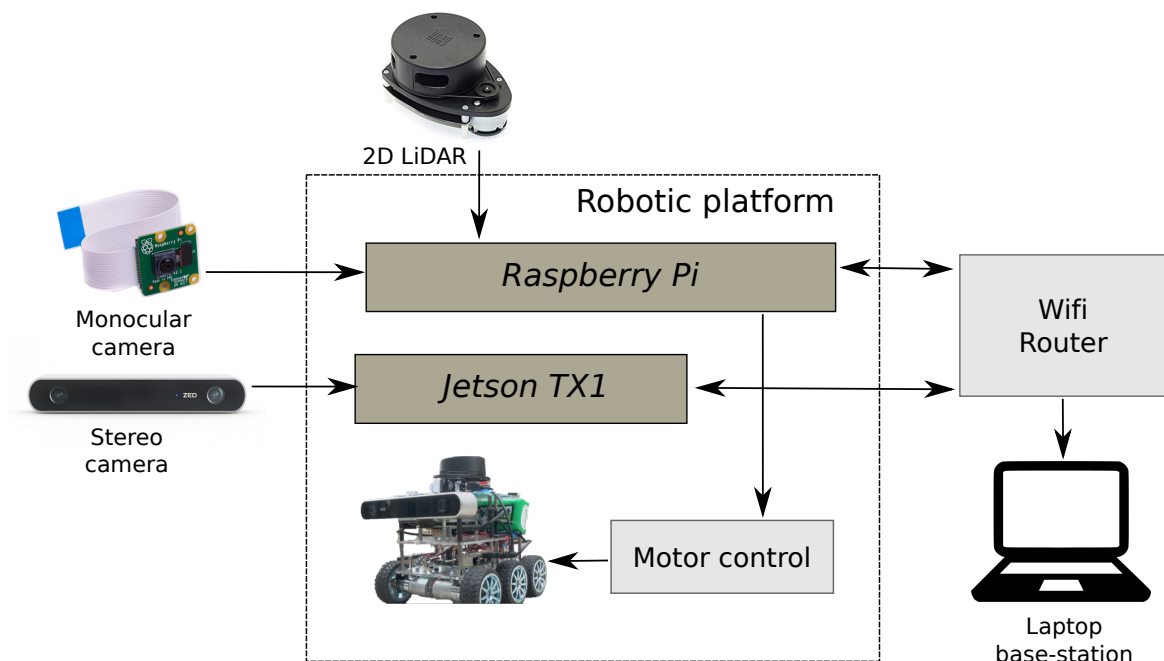 2D LiDAR
Robotic platform
Raspberry Pi
Monocular
camera
Wifi
Router
Jetson TX1
ZED
Stereo
camera
Motor control
Laptop
base-station